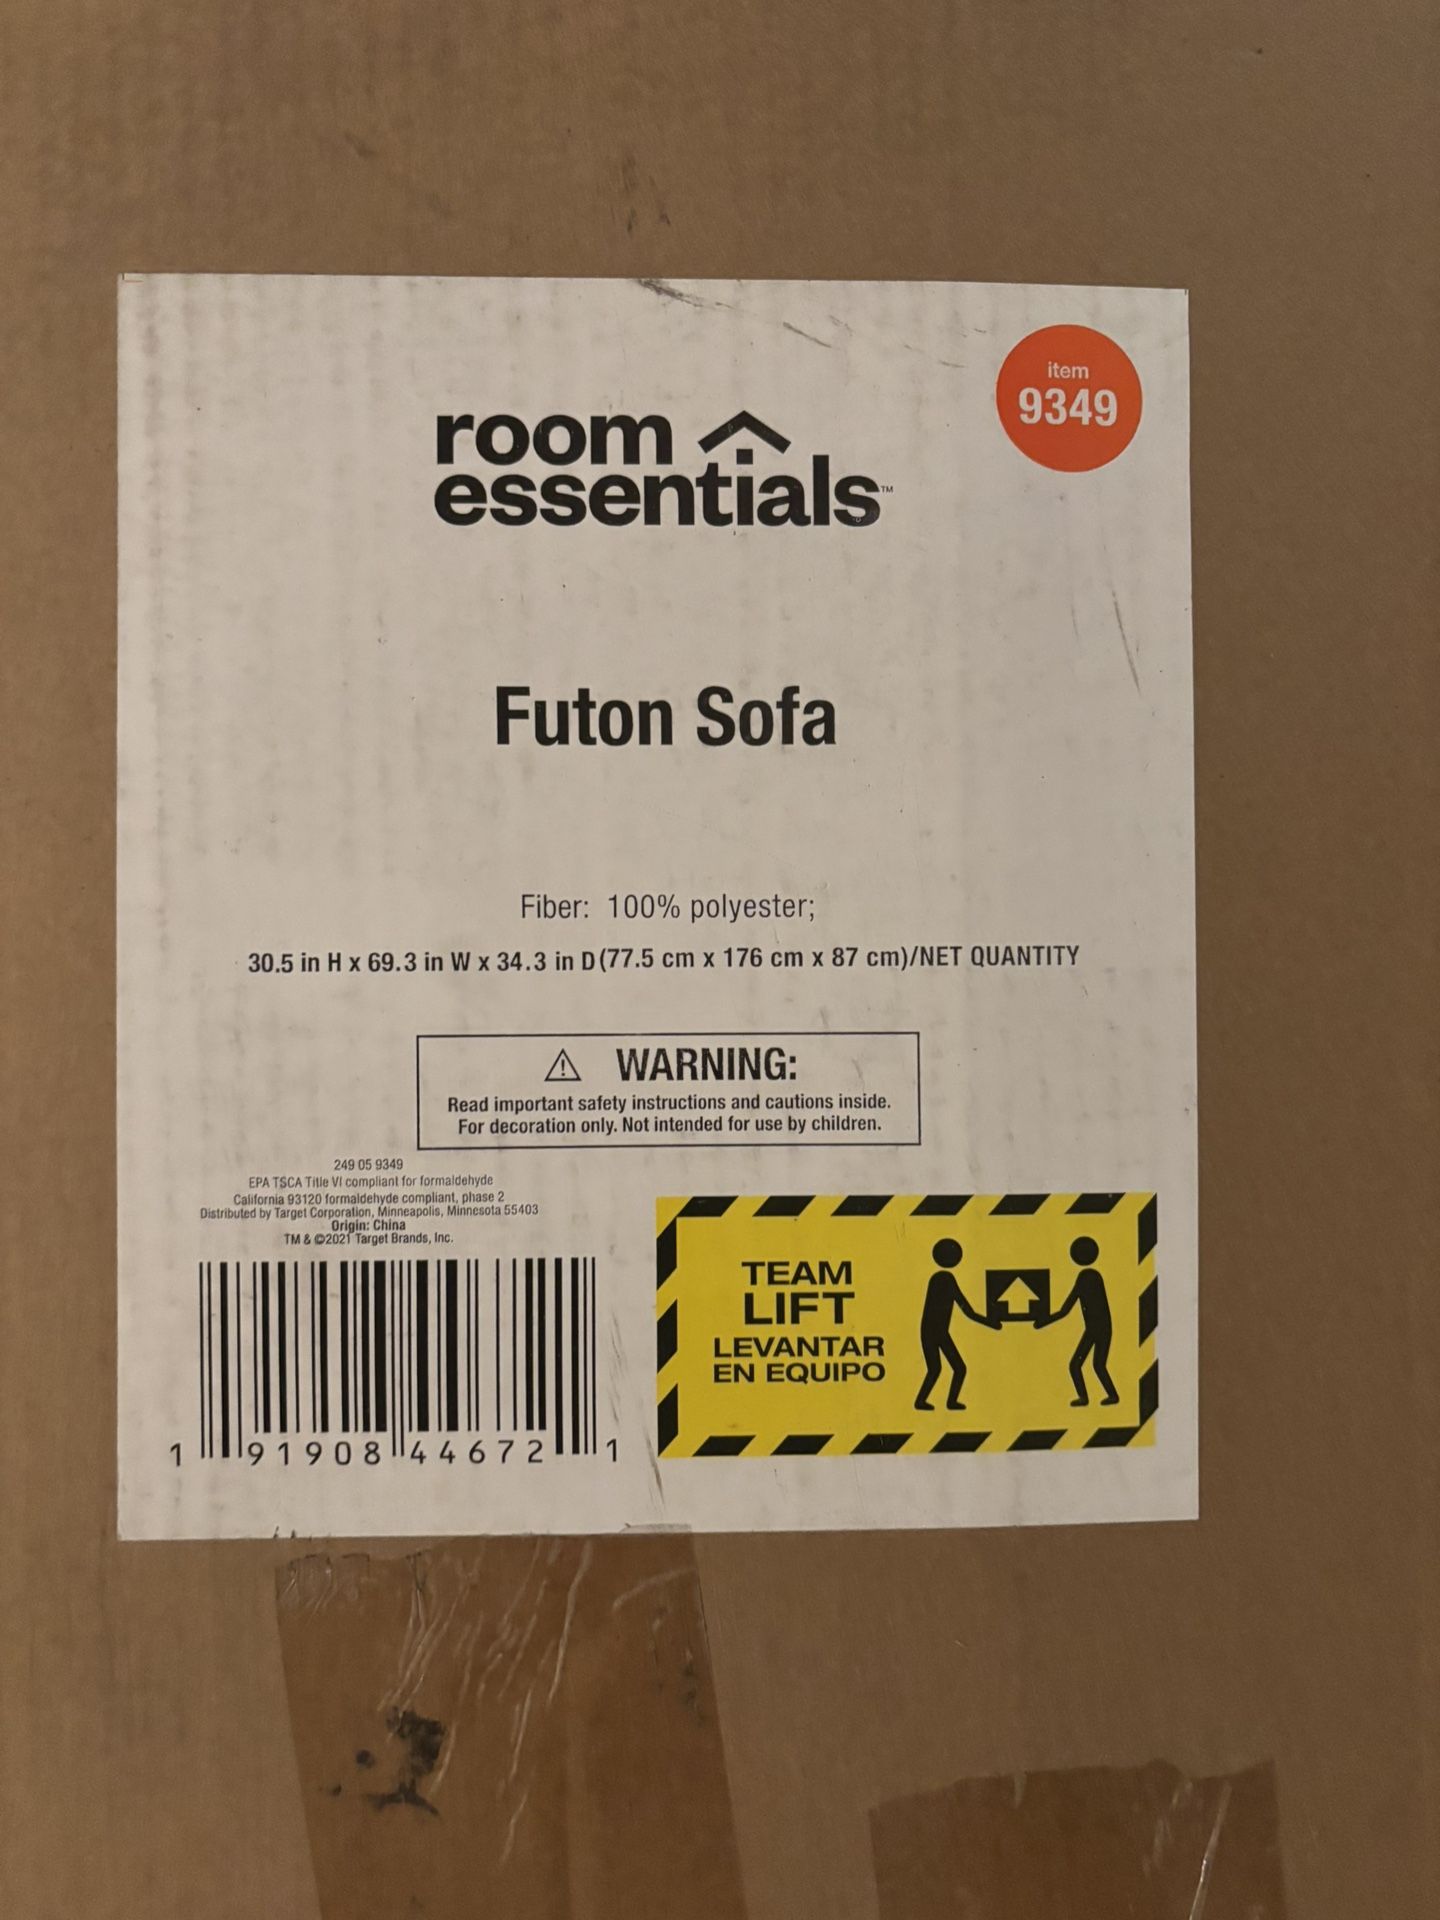 item
9349
room
essentials™
Futon Sofa
Fiber: 100% polyester;
30.5 in H x 69.3 in W x 34.3 in D(77.5 cm x 176 cm x 87 cm)/NET QUANTITY
WARNING:
Read important safety instructions and cautions inside.
For decoration only. Not intended for use by children.
249 05 9349
EPA TSCA Title VI compliant for formaldehyde
California 93120 formaldehyde compliant, phase 2
Distributed by Target Corporation, Minneapolis, Minnesota 55403
Origin: China
TM & ©2021 Target Brands, Inc.
1 91908 44672 1
TEAM
LIFT
LEVANTAR
EN EQUIPO